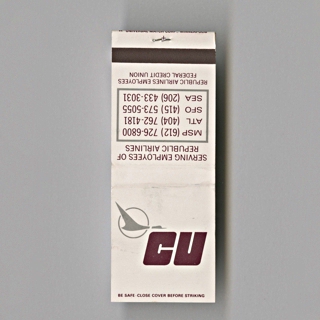 CU
BE SAFE: CLOSE COVER BEFORE STRIKING
SERVING EMPLOYEES OF
REPUBLIC AIRLINES
MSP (612) 726-6800
ATL (404) 762-4181
SFO (415) 573-5055
SEA (206) 433-3031
REPUBLIC AIRLINES EMPLOYEES
FEDERAL CREDIT UNION